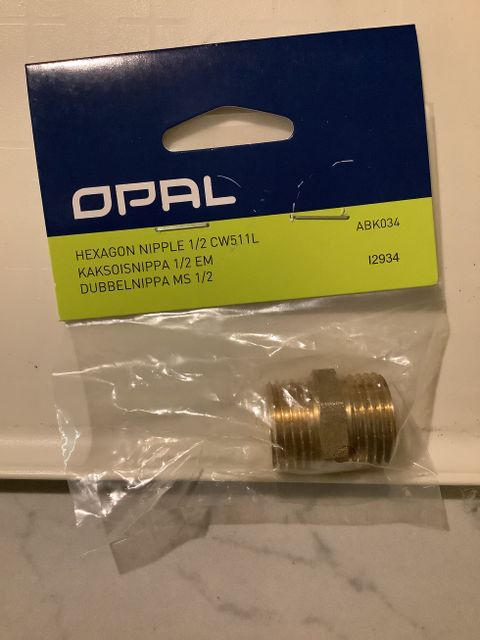 OPAL
HEXAGON NIPPLE 1/2 CW511L
KAKSOISNIPPA 1/2 EM
DUBBELNIPPA MS 1/2
ABK034
I2934